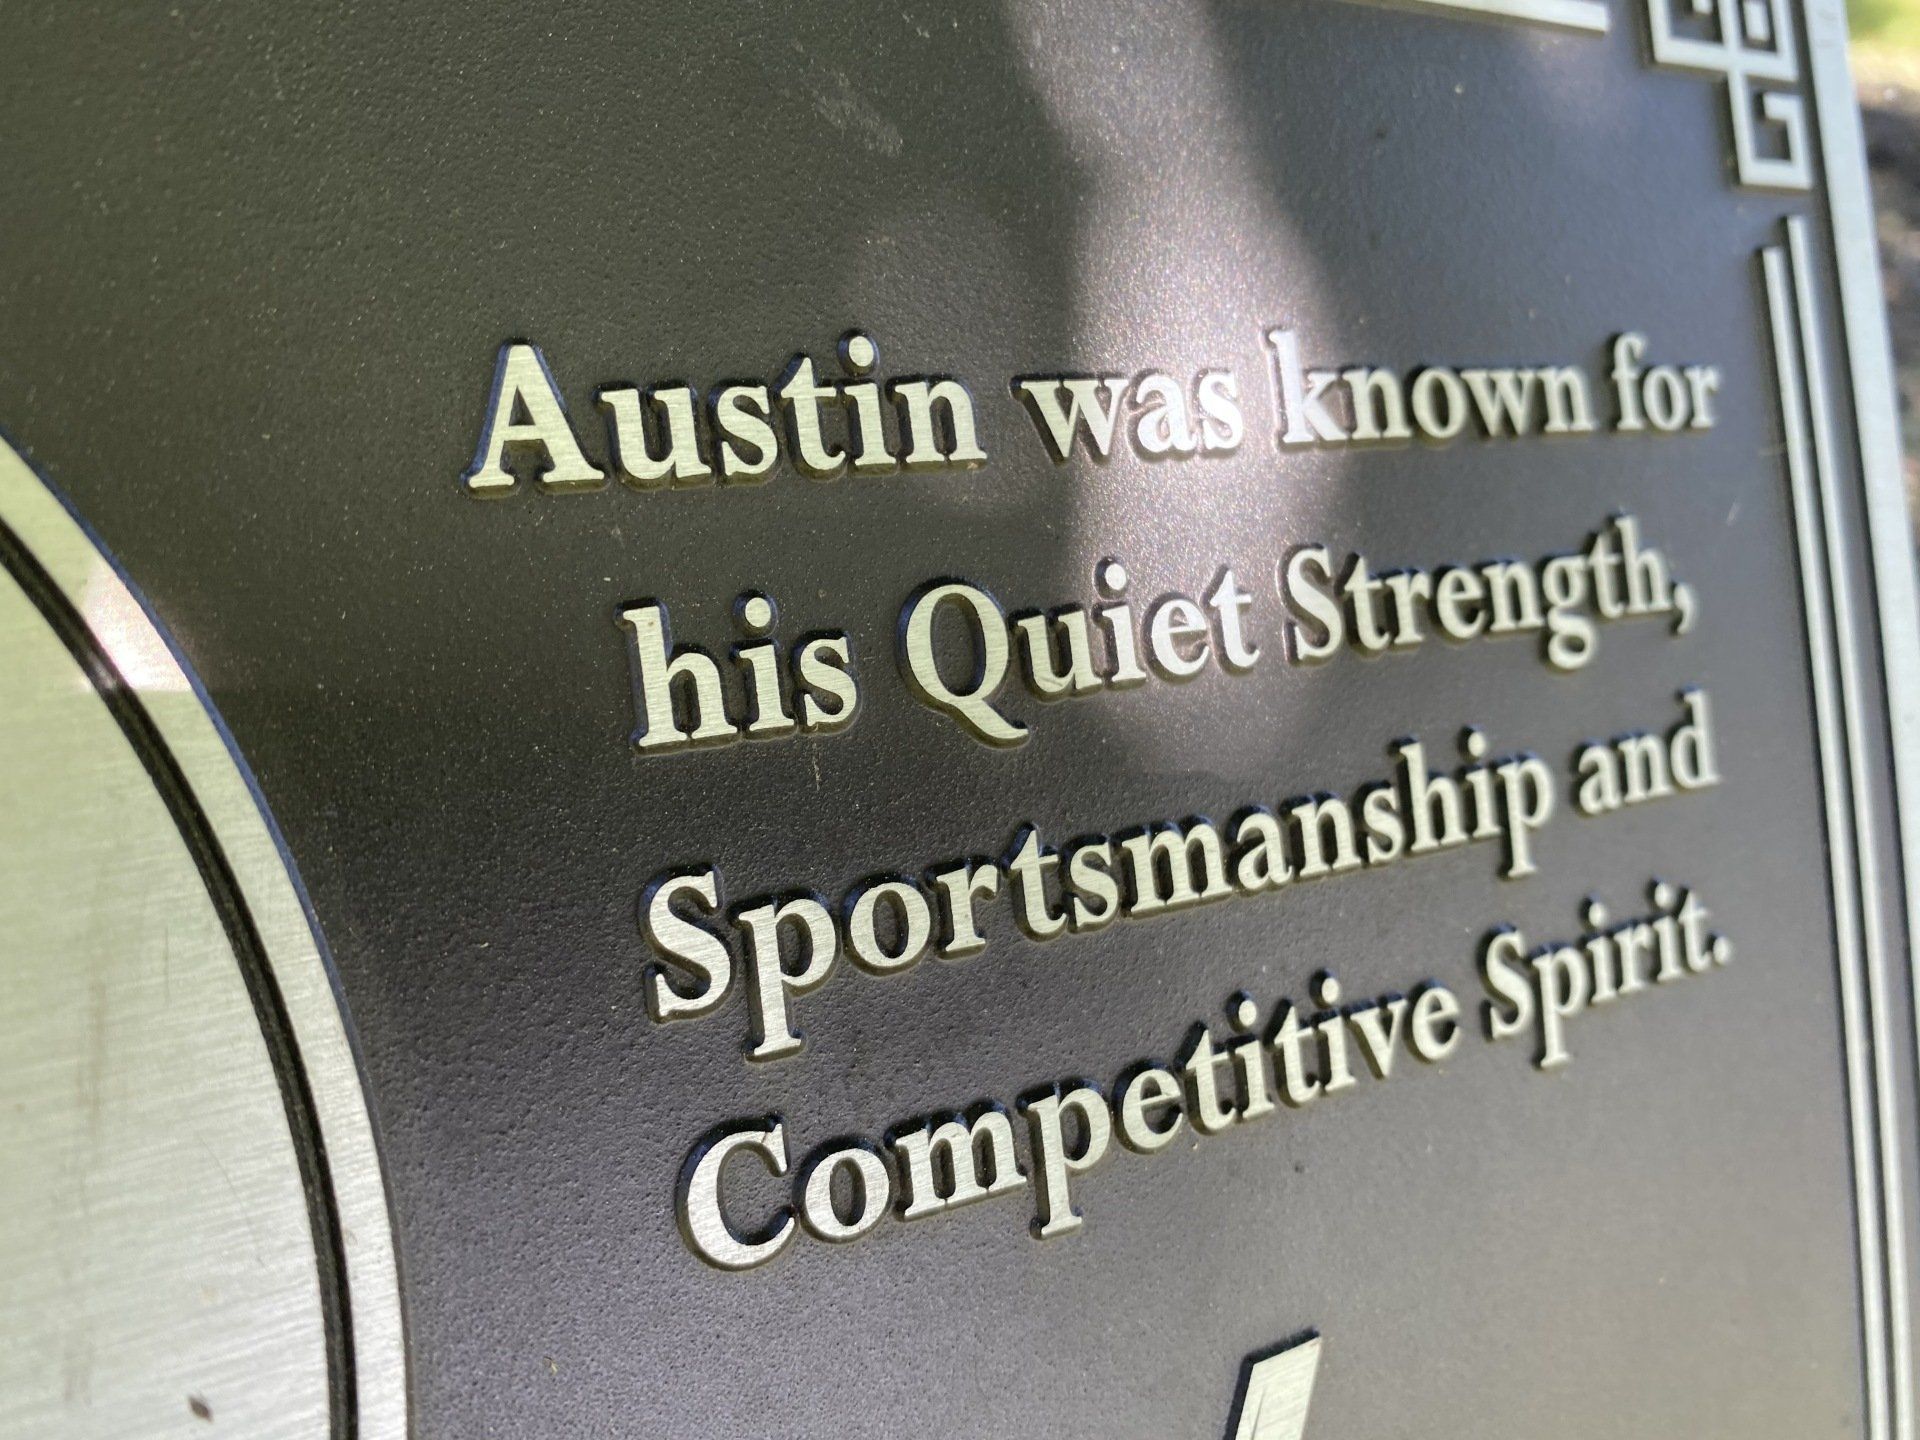 Austin was known for
his Quiet Strength,
Sportsmanship and
Competitive Spirit.